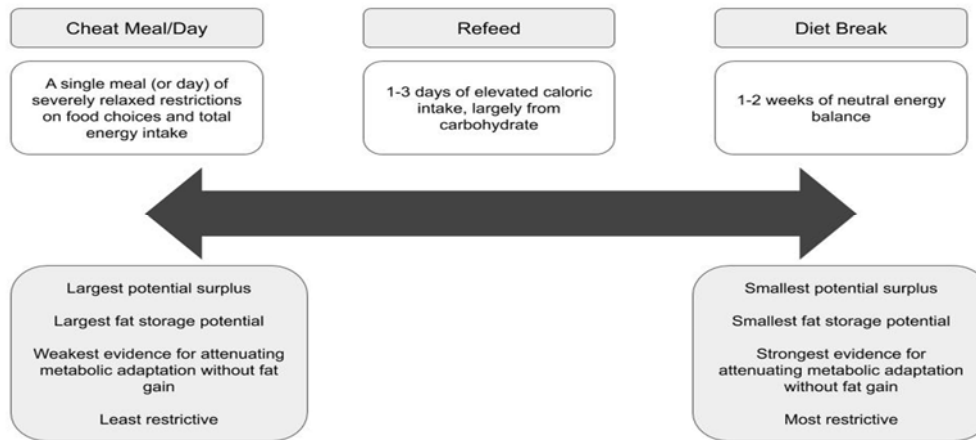 Cheat Meal/Day
Refeed
Diet Break
A single meal (or day) of
severely relaxed restrictions
on food choices and total
energy intake
1-3 days of elevated caloric
intake, largely from
carbohydrate
1-2 weeks of neutral energy
balance
Largest potential surplus
Largest fat storage potential
Weakest evidence for attenuating
metabolic adaptation without fat
gain
Least restrictive
Smallest potential surplus
Smallest fat storage potential
Strongest evidence for
attenuating metabolic adaptation
without fat gain
Most restrictive